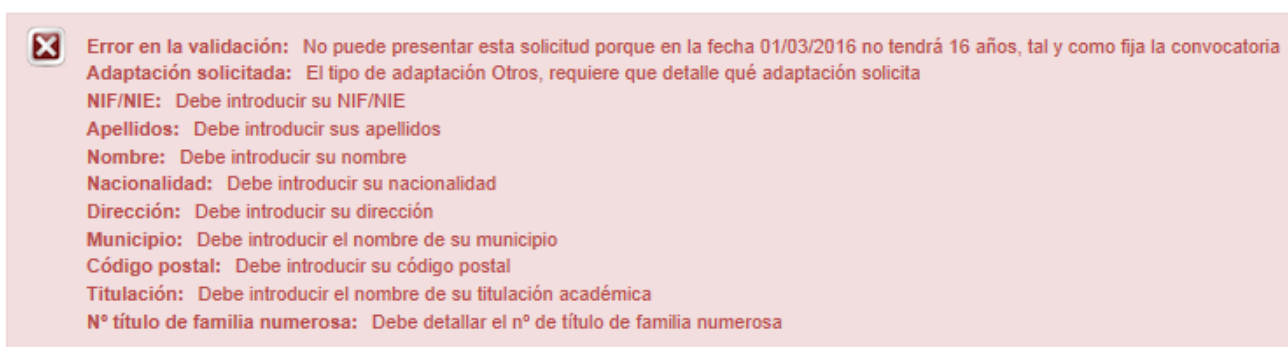 Error en la validación: No puede presentar esta solicitud porque en la fecha 01/03/2016 no tendrá 16 años, tal y como fija la convocatoria
Adaptación solicitada: El tipo de adaptación Otros, requiere que detalle qué adaptación solicita
NIF/NIE: Debe introducir su NIF/NIE
Apellidos: Debe introducir sus apellidos
Nombre: Debe introducir su nombre
Nacionalidad: Debe introducir su nacionalidad
Dirección: Debe introducir su dirección
Municipio: Debe introducir el nombre de su municipio
Código postal: Debe introducir su código postal
Titulación: Debe introducir el nombre de su titulación académica
Nº título de familia numerosa: Debe detallar el nº de título de familia numerosa